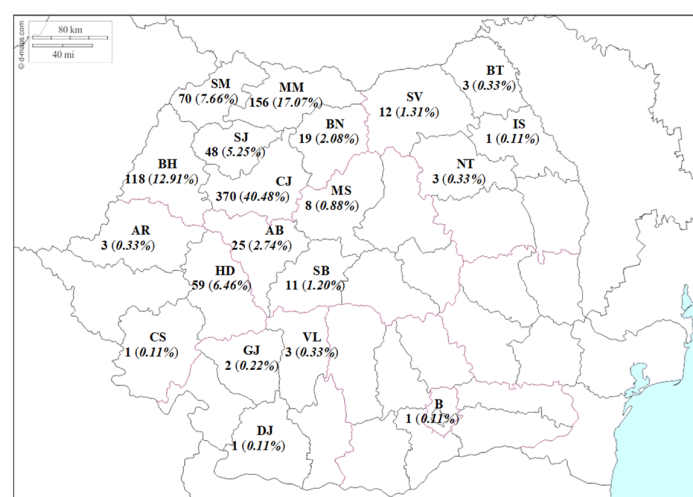 © d-maps.com
80 km
40 mi
SM
70 (7.66%)
MM
156 (17.07%)
SV
12 (1.31%)
BT
3 (0.33%)
IS
1 (0.11%)
BN
19 (2.08%)
SJ
48 (5.25%)
NT
3 (0.33%)
BH
118 (12.91%)
CJ
370 (40.48%)
MS
8 (0.88%)
AR
3 (0.33%)
AB
25 (2.74%)
HD
59 (6.46%)
SB
11 (1.20%)
CS
1 (0.11%)
GJ
2 (0.22%)
VL
3 (0.33%)
B
1 (0.11%)
DJ
1 (0.11%)